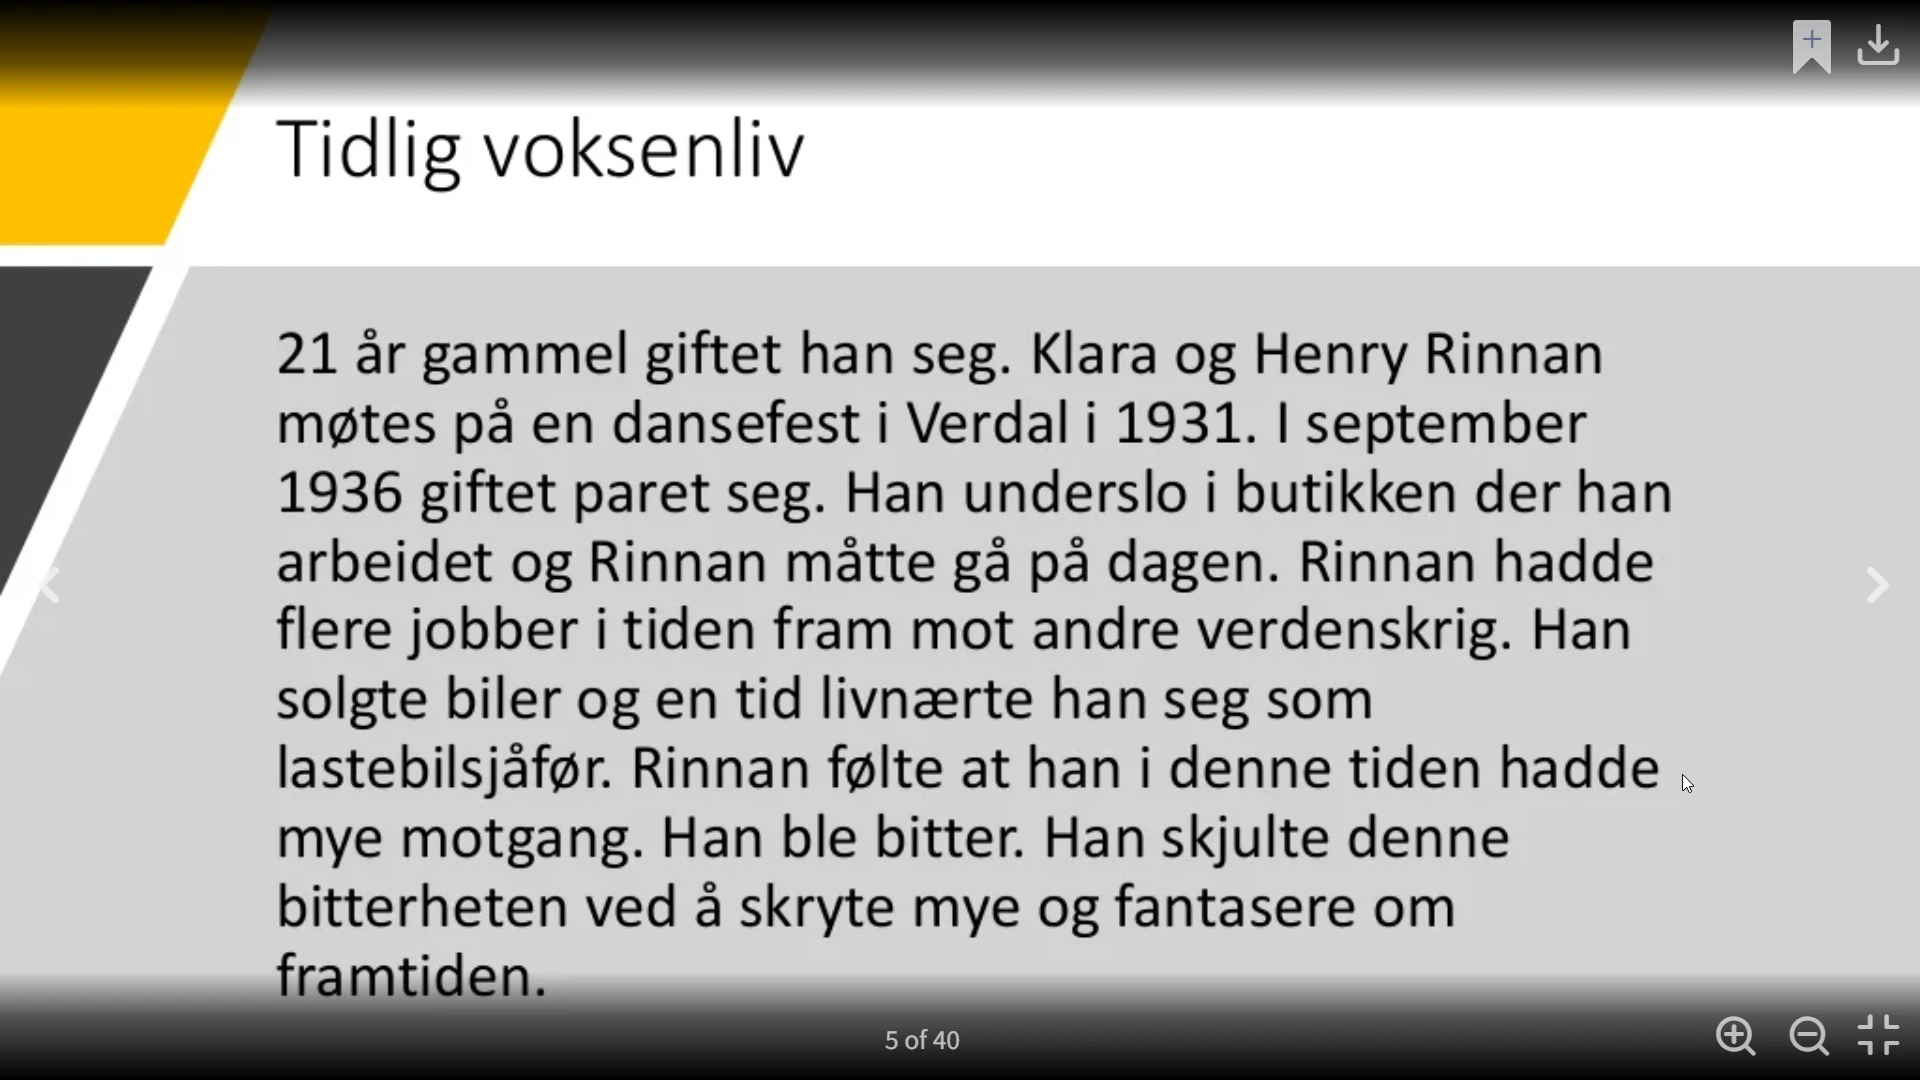 Tidlig voksenliv
21 år gammel giftet han seg. Klara og Henry Rinnan
møtes på en dansefest i Verdal i 1931. I september
1936 giftet paret seg. Han underslo i butikken der han
arbeidet og Rinnan måtte gå på dagen. Rinnan hadde
flere jobber i tiden fram mot andre verdenskrig. Han
solgte biler og en tid livnærte han seg som
lastebilsjåfør. Rinnan følte at han i denne tiden hadde
mye motgang. Han ble bitter. Han skjulte denne
bitterheten ved å skryte mye og fantasere om
framtiden.
5 of 40